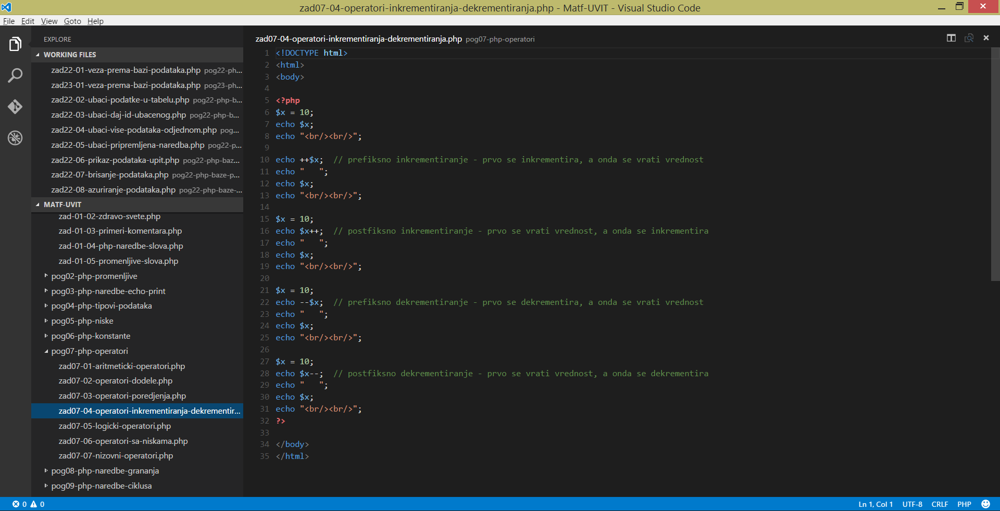 zad07-04-operatori-inkrementiranja-dekrementiranja.php - Matf-UVIT - Visual Studio Code
File Edit View Goto Help
EXPLORE
WORKING FILES
zad22-01-veza-prema-bazi-podataka.php pog22-ph...
zad23-01-veza-prema-bazi-podataka.php pog23-ph...
zad22-02-ubaci-podatke-u-tabelu.php pog22-php-b...
zad22-03-ubaci-daj-id-ubacenog.php pog22-php-b...
zad22-04-ubaci-vise-podataka-odjednom.php pog...
zad22-05-ubaci-pripremljena-naredba.php pog22-p...
zad22-06-prikaz-podataka-upit.php pog22-php-baz...
zad22-07-brisanje-podataka.php pog22-php-baze-p...
zad22-08-azuriranje-podataka.php pog22-php-baze-...
MATF-UVIT
zad-01-02-zdravo-svete.php
zad-01-03-primeri-komentara.php
zad-01-04-php-naredbe-slova.php
zad-01-05-promenljive-slova.php
pog02-php-promenljive
pog03-php-naredbe-echo-print
pog04-php-tipovi-podataka
pog05-php-niske
pog06-php-konstante
pog07-php-operatori
zad07-01-aritmeticki-operatori.php
zad07-02-operatori-dodele.php
zad07-03-operatori-poredjenja.php
zad07-04-operatori-inkrementiranja-dekrementir...
zad07-05-logicki-operatori.php
zad07-06-operatori-sa-niskama.php
zad07-07-nizovni-operatori.php
pog08-php-naredbe-grananja
pog09-php-naredbe-ciklusa
zad07-04-operatori-inkrementiranja-dekrementiranja.php pog07-php-operatori
1 <!DOCTYPE html>
2 <html>
3 <body>
4
5 <?php
6 $x = 10;
7 echo $x;
8 echo "<br/><br/>";
9
10 echo ++$x;  // prefiksno inkrementiranje - prvo se inkrementira, a onda se vrati vrednost
11 echo "   ";
12 echo $x;
13 echo "<br/><br/>";
14
15 $x = 10;
16 echo $x++;  // postfiksno inkrementiranje - prvo se vrati vrednost, a onda se inkrementira
17 echo "   ";
18 echo $x;
19 echo "<br/><br/>";
20
21 $x = 10;
22 echo --$x;  // prefiksno dekrementiranje - prvo se dekrementira, a onda se vrati vrednost
23 echo "   ";
24 echo $x;
25 echo "<br/><br/>";
26
27 $x = 10;
28 echo $x--;  // postfiksno dekrementiranje - prvo se vrati vrednost, a onda se dekrementira
29 echo "   ";
30 echo $x;
31 echo "<br/><br/>";
32 ?>
33
34 </body>
35 </html>
0 0 Ln 1, Col 1 UTF-8 CRLF PHP